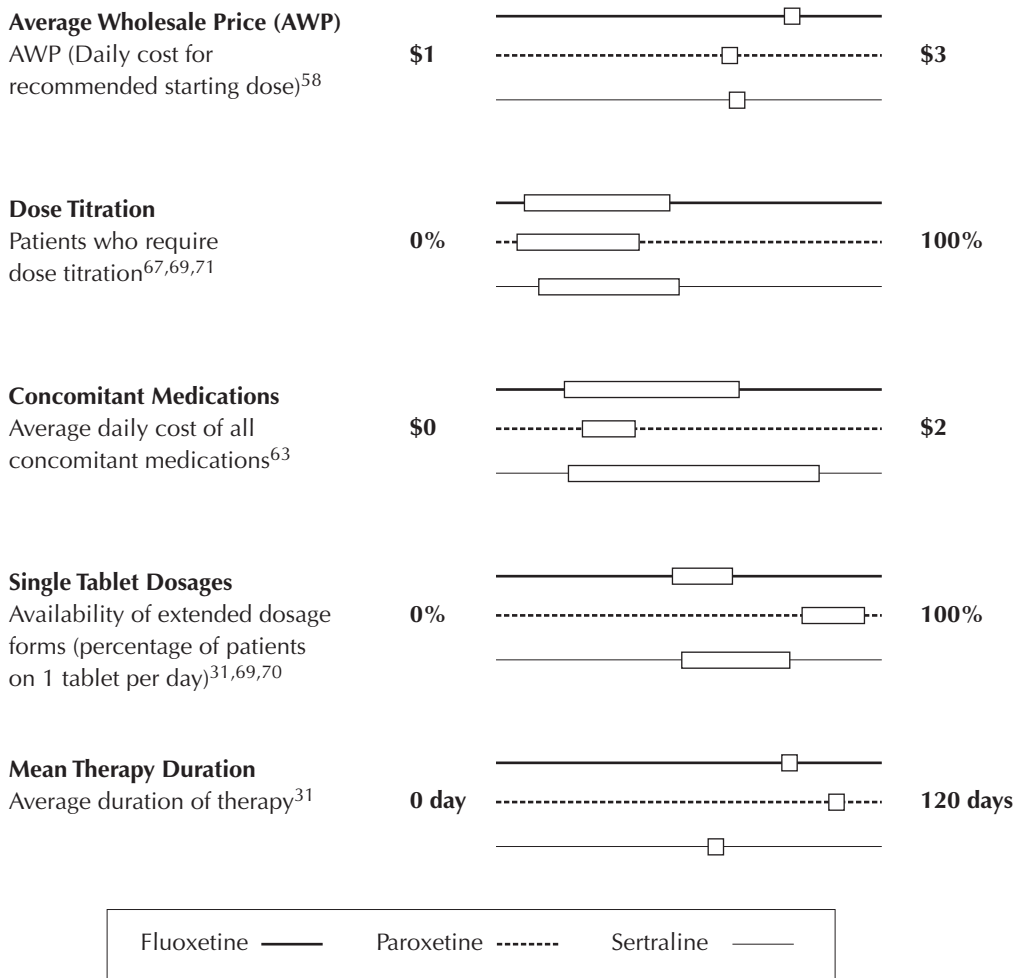 Average Wholesale Price (AWP)
AWP (Daily cost for
recommended starting dose)58
$1
$3
Dose Titration
Patients who require
dose titration67,69,71
0%
100%
Concomitant Medications
Average daily cost of all
concomitant medications63
$0
$2
Single Tablet Dosages
Availability of extended dosage
forms (percentage of patients
on 1 tablet per day)31,69,70
0%
100%
Mean Therapy Duration
Average duration of therapy31
0 day
120 days
Fluoxetine Paroxetine Sertraline